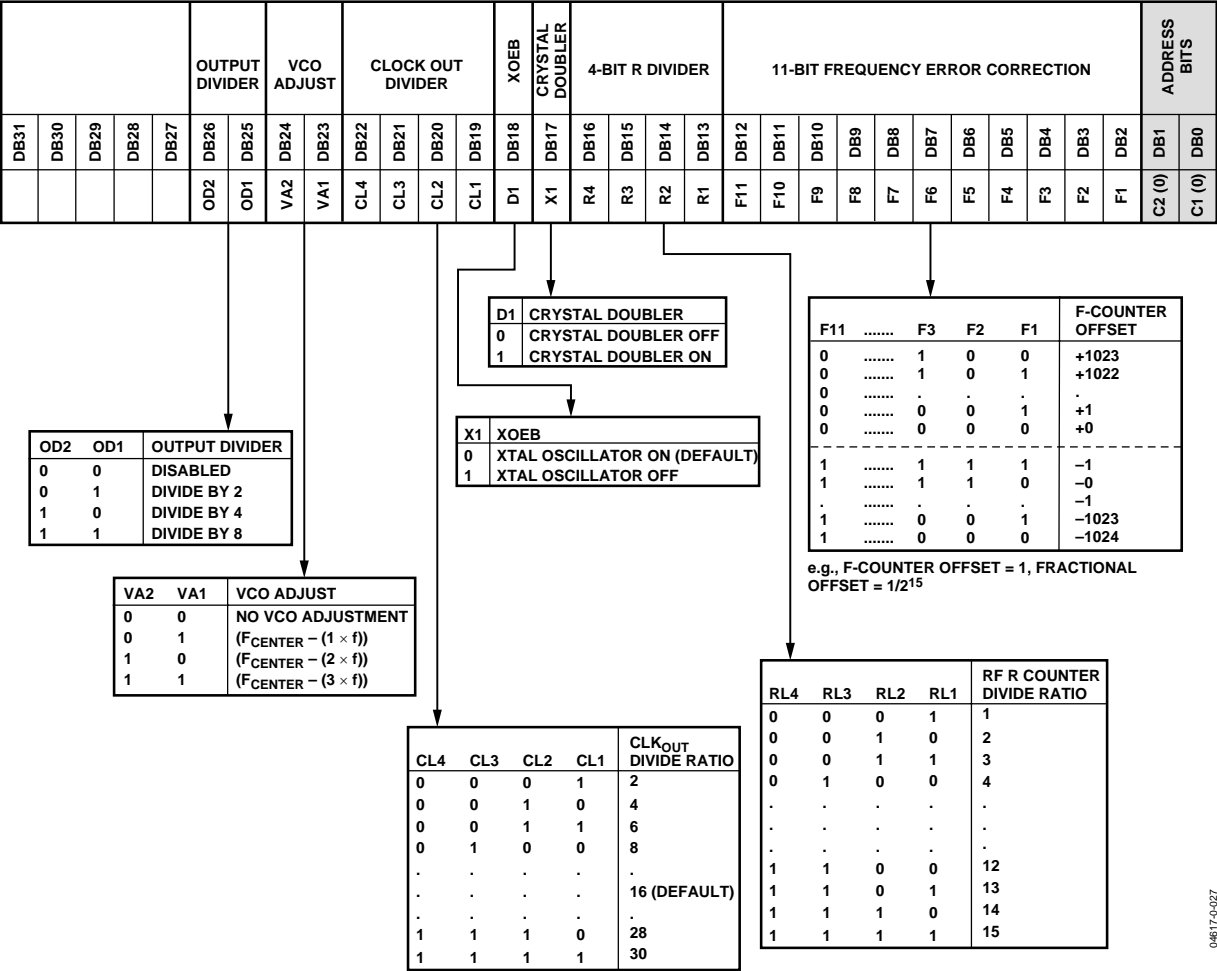 OUTPUT DIVIDER
VCO ADJUST
CLOCK OUT DIVIDER
XOEB
CRYSTAL DOUBLER
4-BIT R DIVIDER
11-BIT FREQUENCY ERROR CORRECTION
ADDRESS BITS
DB31 DB30 DB29 DB28 DB27 DB26 DB25 DB24 DB23 DB22 DB21 DB20 DB19 DB18 DB17 DB16 DB15 DB14 DB13 DB12 DB11 DB10 DB9 DB8 DB7 DB6 DB5 DB4 DB3 DB2 DB1 DB0
OD2 OD1 VA2 VA1 CL4 CL3 CL2 CL1 D1 X1 R4 R3 R2 R1 F11 F10 F9 F8 F7 F6 F5 F4 F3 F2 F1 C2 (0) C1 (0)
D1 CRYSTAL DOUBLER
0 CRYSTAL DOUBLER OFF
1 CRYSTAL DOUBLER ON
X1 XOEB
0 XTAL OSCILLATOR ON (DEFAULT)
1 XTAL OSCILLATOR OFF
F11 ....... F3 F2 F1 F-COUNTER OFFSET
0 ....... 1 0 0 +1023
0 ....... 1 0 1 +1022
0 ....... . . . .
0 ....... 0 0 1 +1
0 ....... 0 0 0 +0
1 ....... 1 1 1 –1
1 ....... 1 1 0 –0
. ....... . . . –1
1 ....... 0 0 1 –1023
1 ....... 0 0 0 –1024
e.g., F-COUNTER OFFSET = 1, FRACTIONAL
OFFSET = 1/2¹⁵
OD2 OD1 OUTPUT DIVIDER
0 0 DISABLED
0 1 DIVIDE BY 2
1 0 DIVIDE BY 4
1 1 DIVIDE BY 8
VA2 VA1 VCO ADJUST
0 0 NO VCO ADJUSTMENT
0 1 (FCENTER – (1 × f))
1 0 (FCENTER – (2 × f))
1 1 (FCENTER – (3 × f))
CL4 CL3 CL2 CL1 CLKOUT DIVIDE RATIO
0 0 0 1 2
0 0 1 0 4
0 0 1 1 6
0 1 0 0 8
. . . . .
. . . . 16 (DEFAULT)
. . . . .
1 1 1 0 28
1 1 1 1 30
RL4 RL3 RL2 RL1 RF R COUNTER DIVIDE RATIO
0 0 0 1 1
0 0 1 0 2
0 0 1 1 3
0 1 0 0 4
. . . . .
. . . . .
. . . . .
1 1 0 0 12
1 1 0 1 13
1 1 1 0 14
1 1 1 1 15
04617-0-027